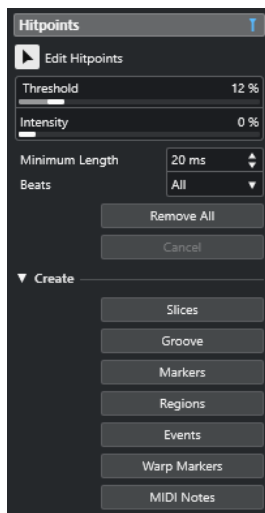 Hitpoints
Edit Hitpoints
Threshold 12 %
Intensity 0 %
Minimum Length 20 ms
Beats All
Remove All
Cancel
Create
Slices
Groove
Markers
Regions
Events
Warp Markers
MIDI Notes